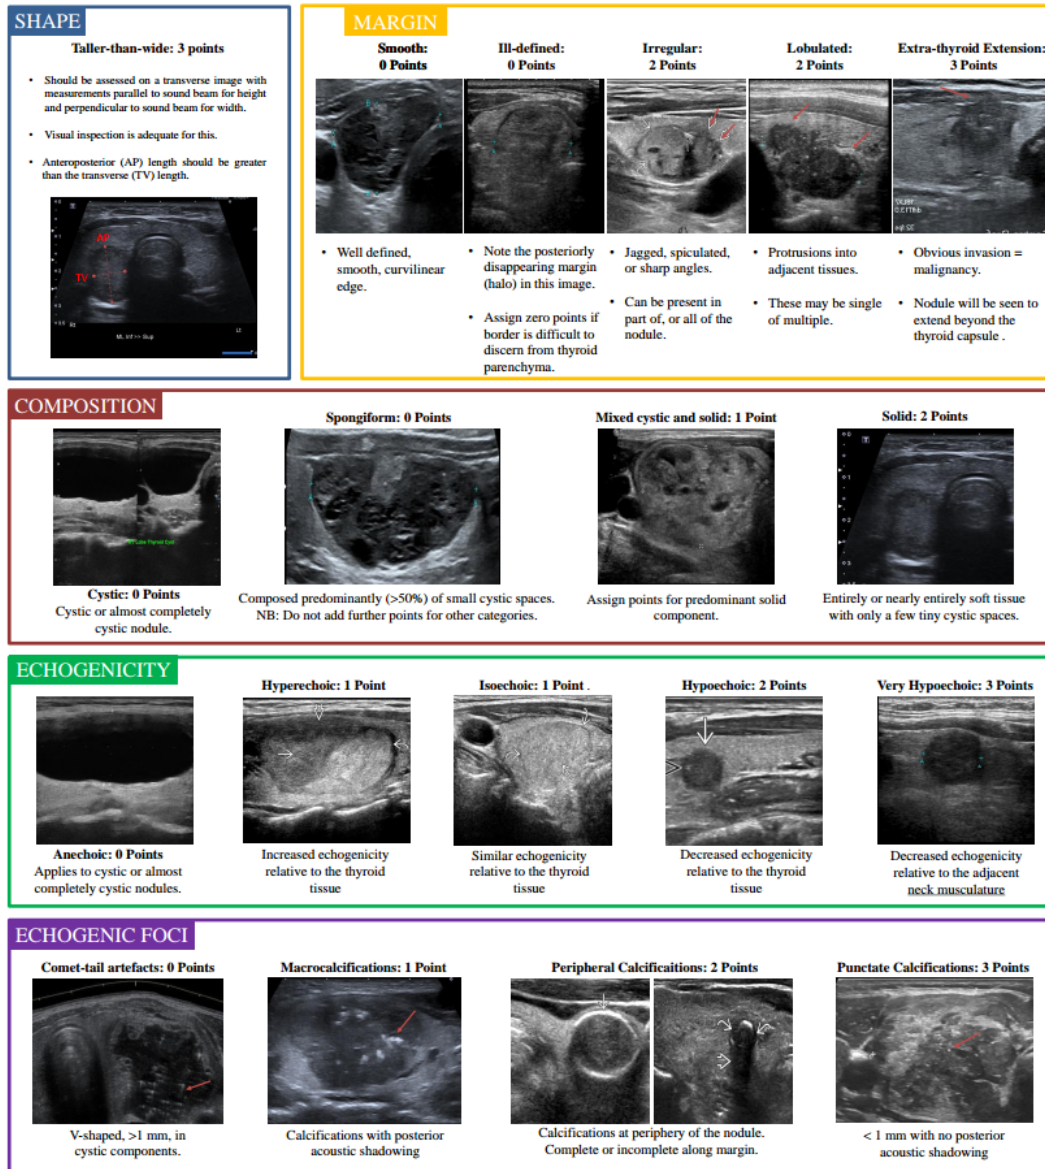 SHAPE
Taller-than-wide: 3 points
• Should be assessed on a transverse image with
measurements parallel to sound beam for height
and perpendicular to sound beam for width.
• Visual inspection is adequate for this.
• Anteroposterior (AP) length should be greater
than the transverse (TV) length.
AP
TV
Rt
Lt
ML Inf >> Sup
MARGIN
Smooth:
0 Points
Ill-defined:
0 Points
Irregular:
2 Points
Lobulated:
2 Points
Extra-thyroid Extension:
3 Points
• Well defined,
smooth, curvilinear
edge.
• Note the posteriorly
disappearing margin
(halo) in this image.
• Assign zero points if
border is difficult to
discern from thyroid
parenchyma.
• Jagged, spiculated,
or sharp angles.
• Can be present in
part of, or all of the
nodule.
• Protrusions into
adjacent tissues.
• These may be single
of multiple.
• Obvious invasion =
malignancy.
• Nodule will be seen to
extend beyond the
thyroid capsule .
COMPOSITION
Cystic: 0 Points
Cystic or almost completely
cystic nodule.
Spongiform: 0 Points
Composed predominantly (>50%) of small cystic spaces.
NB: Do not add further points for other categories.
Mixed cystic and solid: 1 Point
Assign points for predominant solid
component.
Solid: 2 Points
Entirely or nearly entirely soft tissue
with only a few tiny cystic spaces.
ECHOGENICITY
Anechoic: 0 Points
Applies to cystic or almost
completely cystic nodules.
Hyperechoic: 1 Point
Increased echogenicity
relative to the thyroid
tissue
Isoechoic: 1 Point .
Similar echogenicity
relative to the thyroid
tissue
Hypoechoic: 2 Points
Decreased echogenicity
relative to the thyroid
tissue
Very Hypoechoic: 3 Points
Decreased echogenicity
relative to the adjacent
neck musculature
ECHOGENIC FOCI
Comet-tail artefacts: 0 Points
V-shaped, >1 mm, in
cystic components.
Macrocalcifications: 1 Point
Calcifications with posterior
acoustic shadowing
Peripheral Calcificaitions: 2 Points
Calcifications at periphery of the nodule.
Complete or incomplete along margin.
Punctate Calcifications: 3 Points
< 1 mm with no posterior
acoustic shadowing